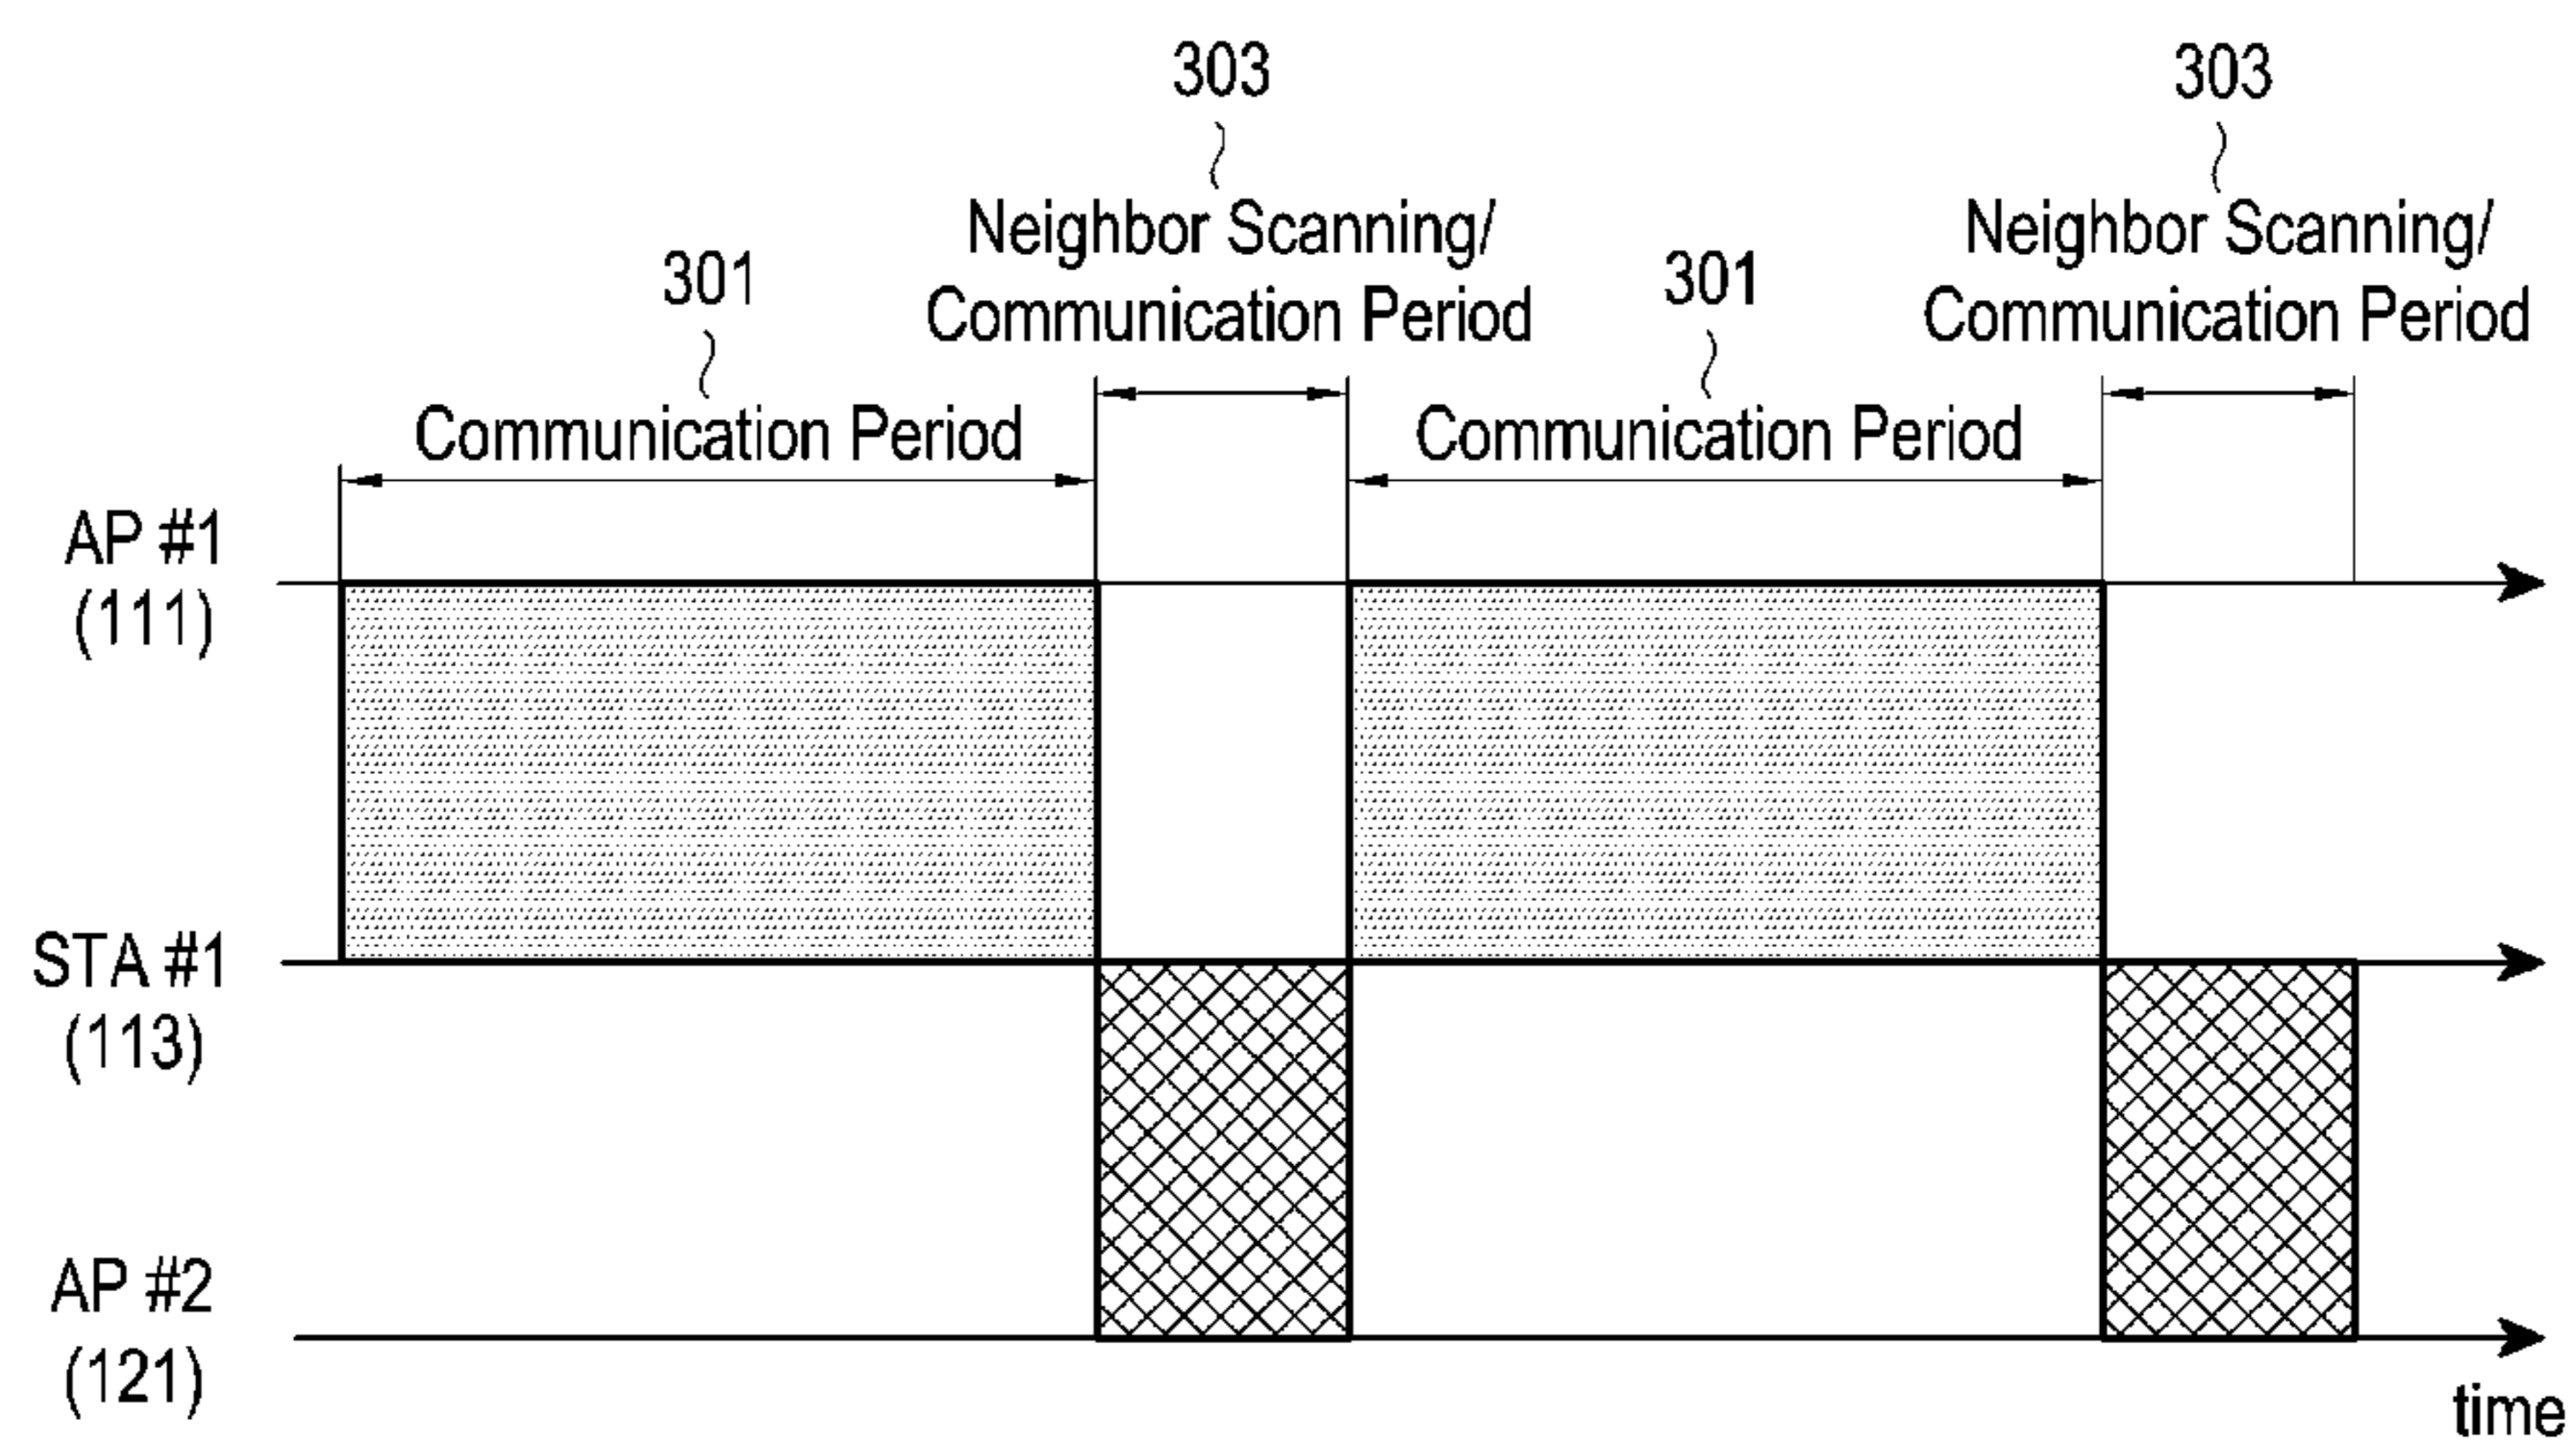 303
303
Neighbor Scanning/
Communication Period
Neighbor Scanning/
Communication Period
301
301
Communication Period
Communication Period
AP #1
(111)
STA #1
(113)
AP #2
(121)
time